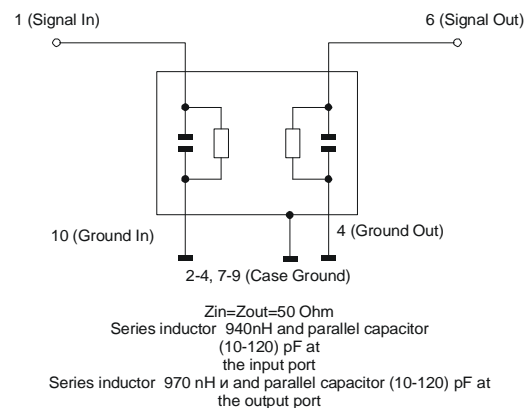 1 (Signal In)
6 (Signal Out)
10 (Ground In)
4 (Ground Out)
2-4, 7-9 (Case Ground)
Zin=Zout=50 Ohm
Series inductor 940nH and parallel capacitor
(10-120) pF at
the input port
Series inductor 970 nH и and parallel capacitor (10-120) pF at
the output port